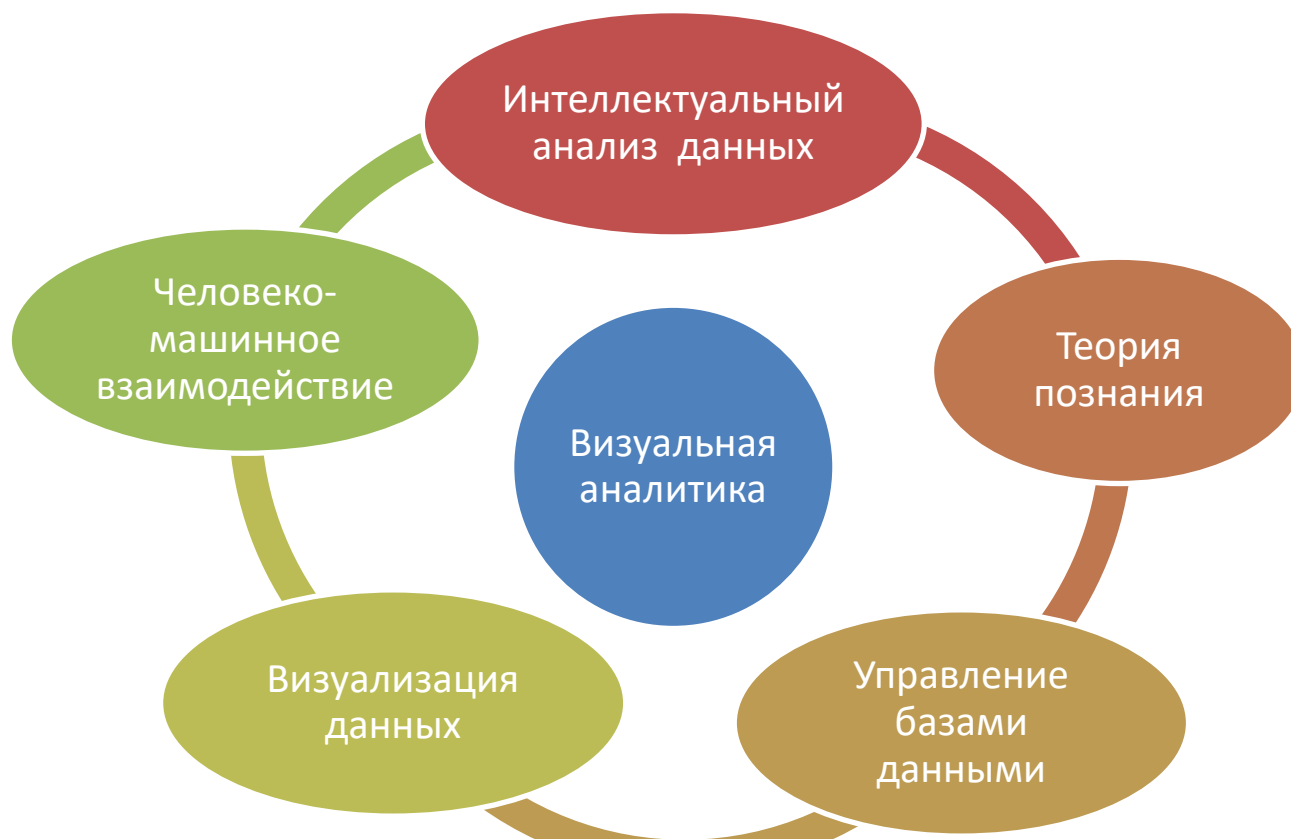 Интеллектуальный
анализ  данных
Человеко-
машинное
взаимодействие
Теория
познания
Визуальная
аналитика
Визуализация
данных
Управление
базами
данными